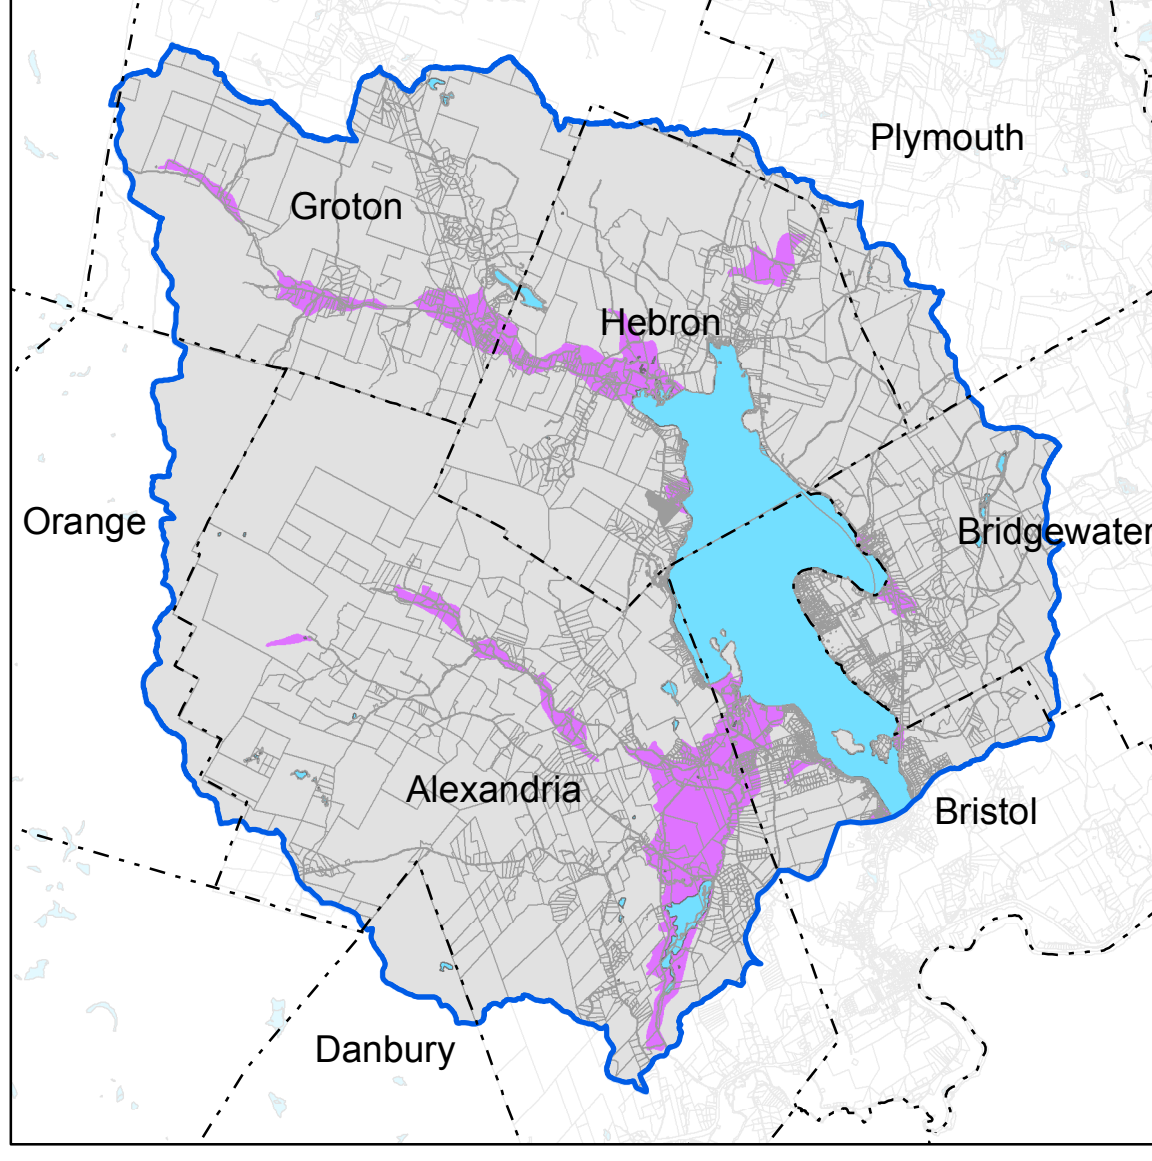 Plymouth
Groton
Hebron
Orange
Bridgewater
Alexandria
Bristol
Danbury